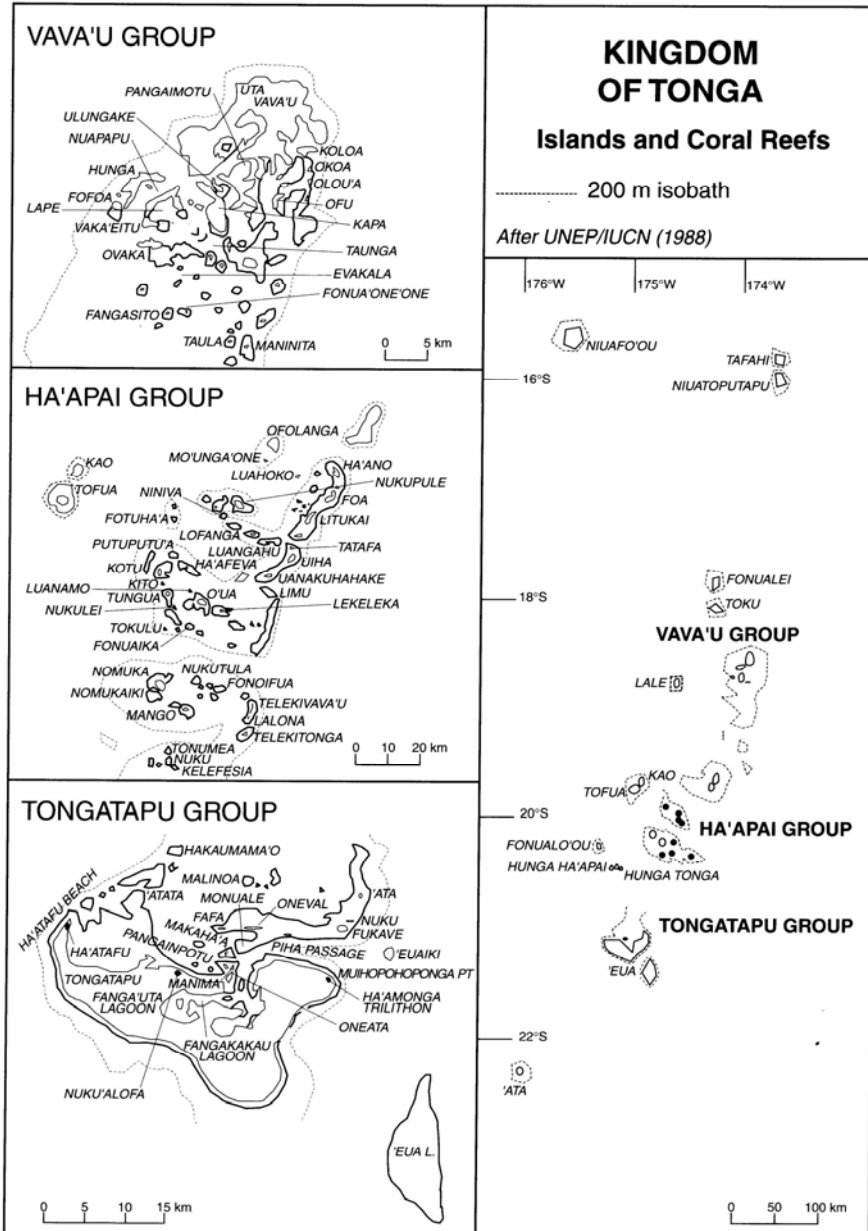 VAVA'U GROUP
PANGAIMOTU
UTA
VAVA'U
ULUNGAKE
NUAPAPU
HUNGA
FOFOA
LAPE
VAKA'EITU
OVAKA
KOLOA
OKOA
OLOU'A
OFU
KAPA
TAUNGA
EVAKALA
FONUA'ONE'ONE
FANGASITO
TAULA
MANINITA
0 5 km
HA'APAI GROUP
OFOLANGA
MO'UNGA'ONE
KAO
LUAHOKO
HA'ANO
TOFUA
NINIVA
NUKUPULE
FOA
FOTUHA'A
LITUKAI
LOFANGA
PUTUPUTU'A
LUANGAHU
TATAFA
KOTU
HA'AFEVA
UIHA
KITO
UANAKUHAHAKE
LUANAMO
O'UA
LIMU
TUNGUA
LEKELEKA
NUKULEI
TOKULU
FONUAIKA
NOMUKA
NUKUTULA
FONOIFUA
NOMUKAIKI
TELEKIVAVA'U
MANGO
LALONA
TELEKITONGA
TONUMEA
NUKU
KELEFESIA
0 10 20 km
TONGATAPU GROUP
HAKAUMAMA'O
MALINOA
'ATATA
MONUALE
'ATA
HA'ATAFU BEACH
ONEVAL
FAFA
NUKU
MAKAHA'A
FUKAVE
PANGAINPOTU
PIHA PASSAGE
'EUAIKI
HA'ATAFU
MUIHOPOHOPONGA PT
TONGATAPU
MANIMA
HA'AMONGA
TRILITHON
FANGA'UTA
LAGOON
ONEATA
FANGAKAKAU
LAGOON
NUKU'ALOFA
'EUA L.
0 5 10 15 km
KINGDOM
OF TONGA
Islands and Coral Reefs
200 m isobath
After UNEP/IUCN (1988)
176°W 175°W 174°W
NIUAFO'OU
TAFAHI
16°S
NIUATOPUTAPU
FONUALEI
18°S
TOKU
VAVA'U GROUP
LALE
KAO
TOFUA
20°S
HA'APAI GROUP
FONUALO'OU
HUNGA HA'APAI
HUNGA TONGA
TONGATAPU GROUP
'EUA
22°S
'ATA
0 50 100 km